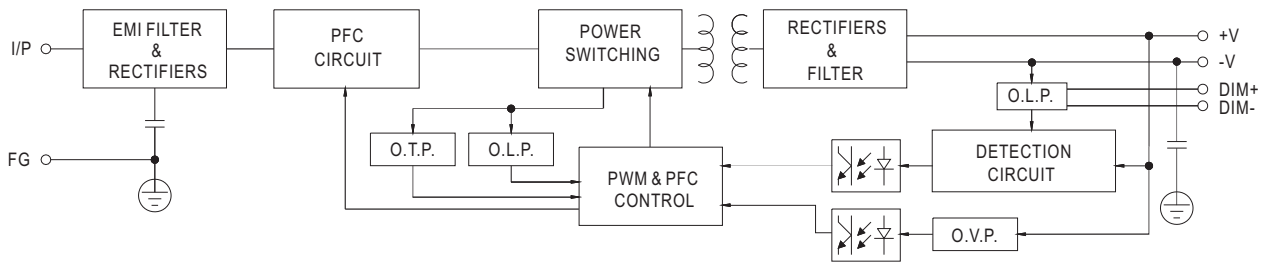 I/P
EMI FILTER
&
RECTIFIERS
PFC
CIRCUIT
POWER
SWITCHING
RECTIFIERS
&
FILTER
+V
-V
DIM+
DIM-
O.L.P.
FG
O.T.P.
O.L.P.
PWM & PFC
CONTROL
DETECTION
CIRCUIT
O.V.P.